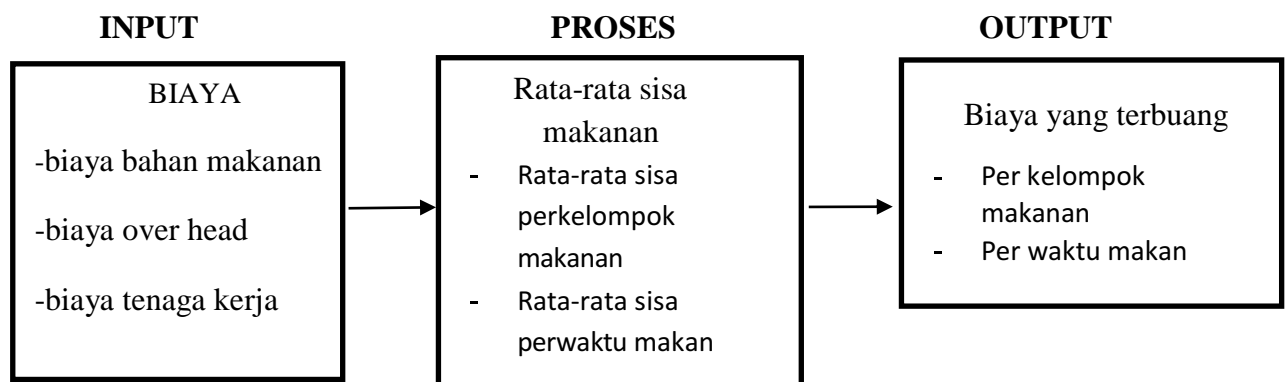 INPUT
BIAYA
-biaya bahan makanan
-biaya over head
-biaya tenaga kerja
PROSES
Rata-rata sisa
makanan
- Rata-rata sisa
perkelompok
makanan
- Rata-rata sisa
perwaktu makan
OUTPUT
Biaya yang terbuang
- Per kelompok
makanan
- Per waktu makan